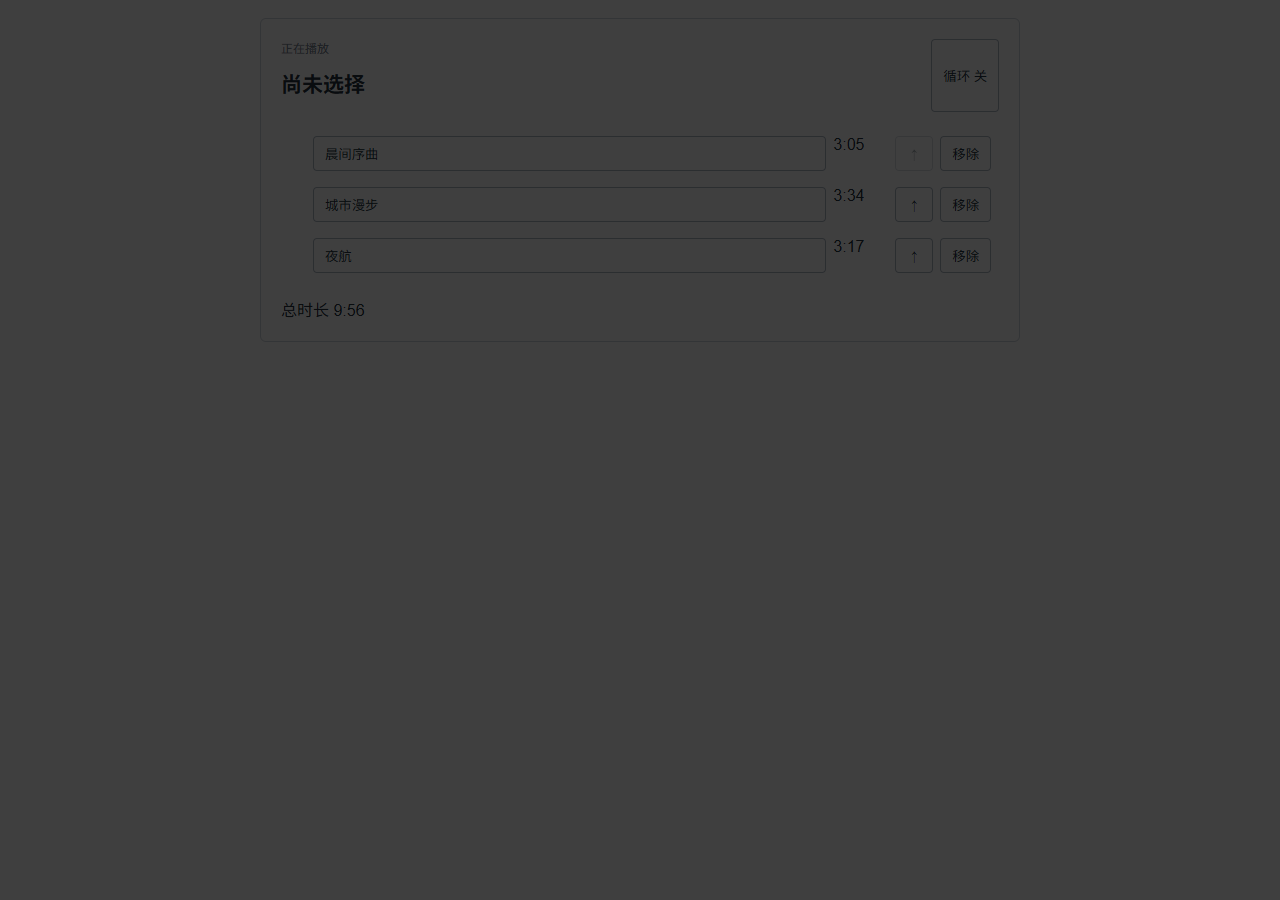 正在播放
尚未选择
循环 关
晨间序曲 3:05 ↑ 移除
城市漫步 3:34 ↑ 移除
夜航 3:17 ↑ 移除
总时长 9:56